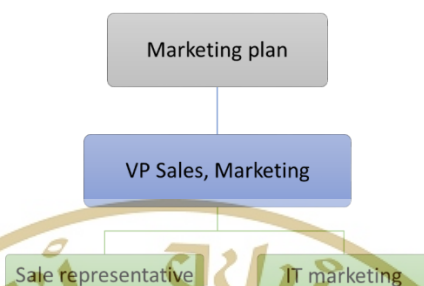 Marketing plan
VP Sales, Marketing
Sale representative
IT marketing